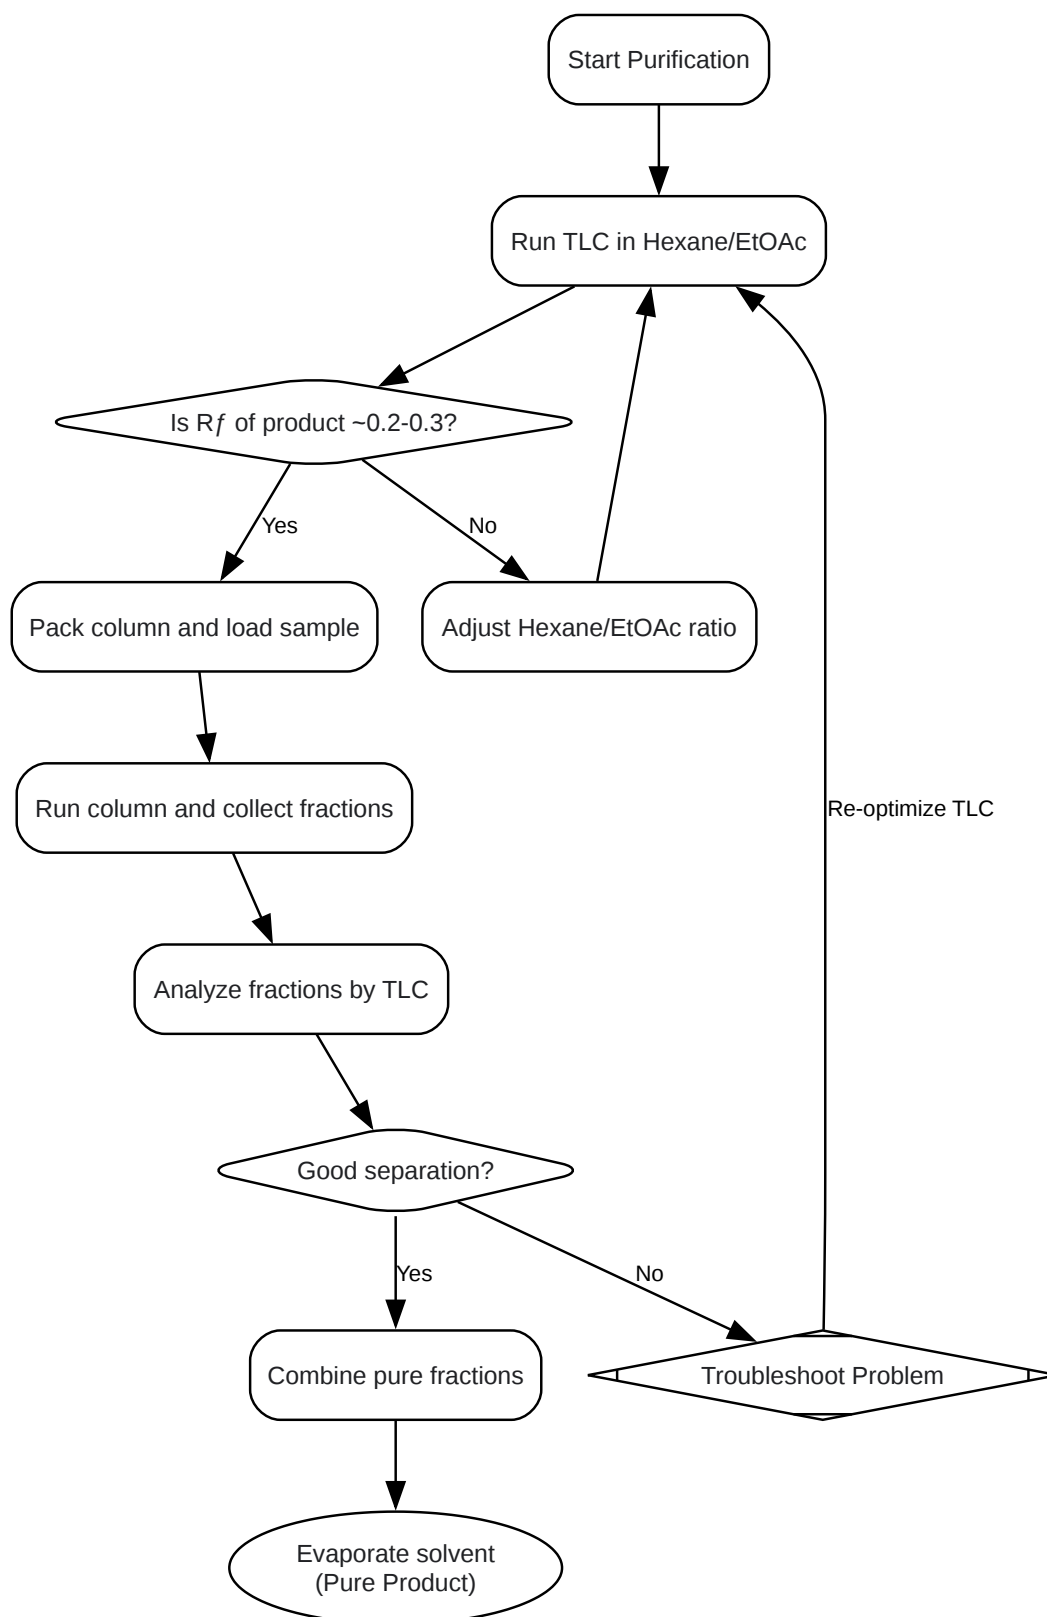 Start Purification
Run TLC in Hexane/EtOAc
Is Rƒ of product ~0.2-0.3?
Yes
No
Pack column and load sample
Adjust Hexane/EtOAc ratio
Run column and collect fractions
Re-optimize TLC
Analyze fractions by TLC
Good separation?
Yes
No
Combine pure fractions
Troubleshoot Problem
Evaporate solvent
(Pure Product)